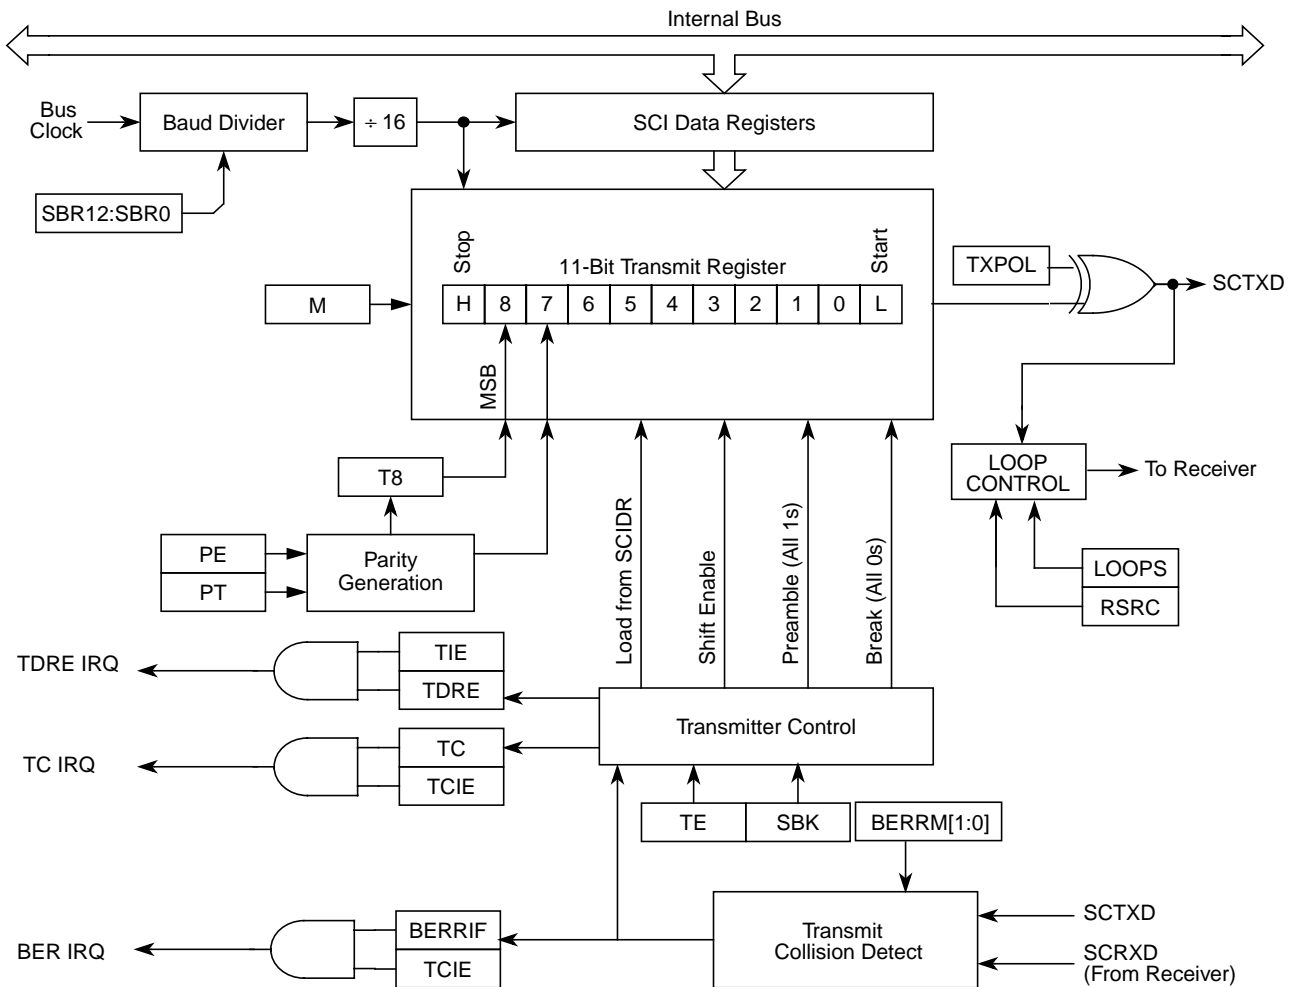 Internal Bus
Bus
Clock
Baud Divider
÷ 16
SCI Data Registers
SBR12:SBR0
Stop
11-Bit Transmit Register
Start
TXPOL
SCTXD
M
H 8 7 6 5 4 3 2 1 0 L
MSB
T8
LOOP
CONTROL
To Receiver
PE
PT
Parity
Generation
Load from SCIDR
Shift Enable
Preamble (All 1s)
Break (All 0s)
LOOPS
RSRC
TDRE IRQ
TIE
TDRE
Transmitter Control
TC IRQ
TC
TCIE
TE
SBK
BERRM[1:0]
BER IRQ
BERRIF
TCIE
Transmit
Collision Detect
SCTXD
SCRXD
(From Receiver)